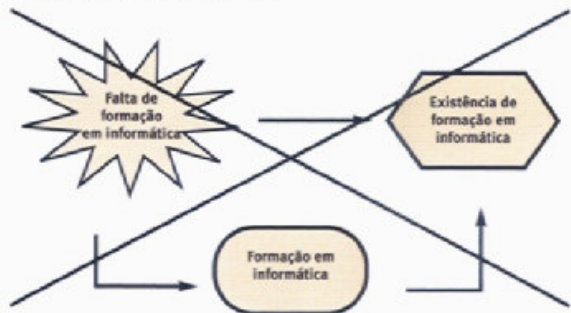 Falta de
formação
em informática
Existência de
formação em
informática
Formação em
informática